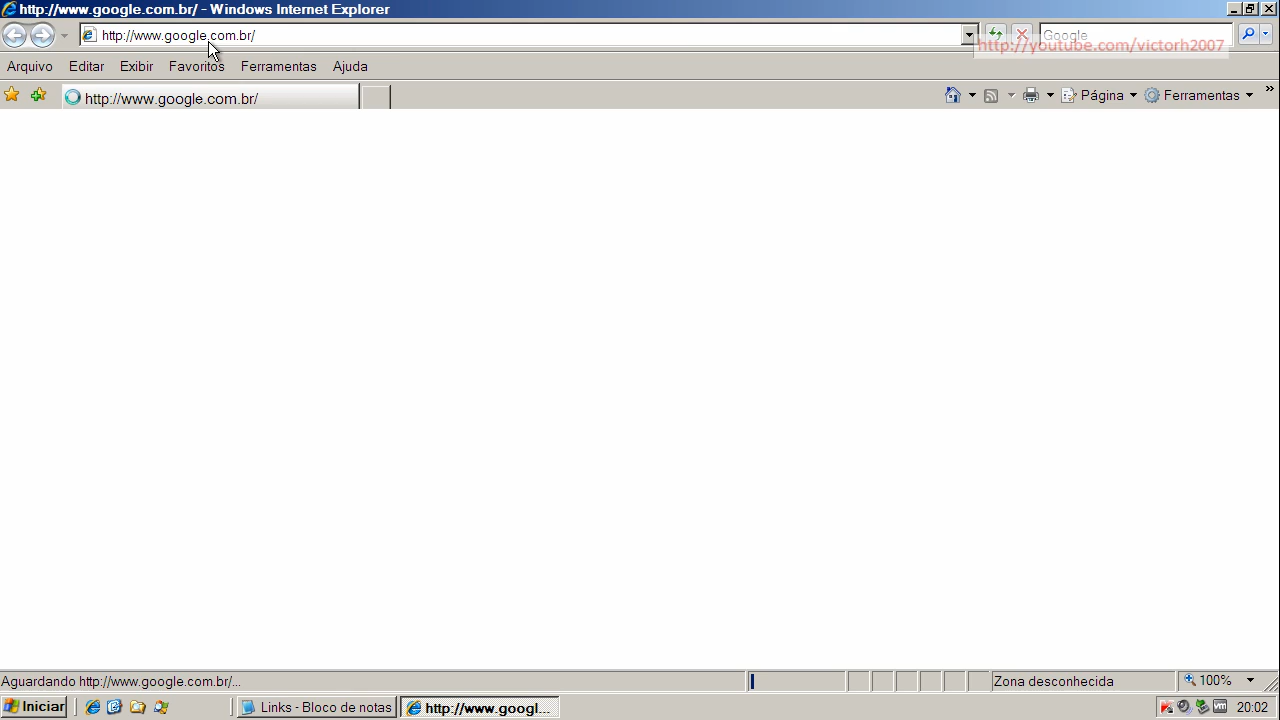 http://www.google.com.br/ - Windows Internet Explorer
http://www.google.com.br/
Google
http://youtube.com/victorh2007
Arquivo Editar Exibir Favoritos Ferramentas Ajuda
http://www.google.com.br/
Página Ferramentas
Aguardando http://www.google.com.br/...
Zona desconhecida
100%
Iniciar
Links - Bloco de notas
http://www.googl...
20:02